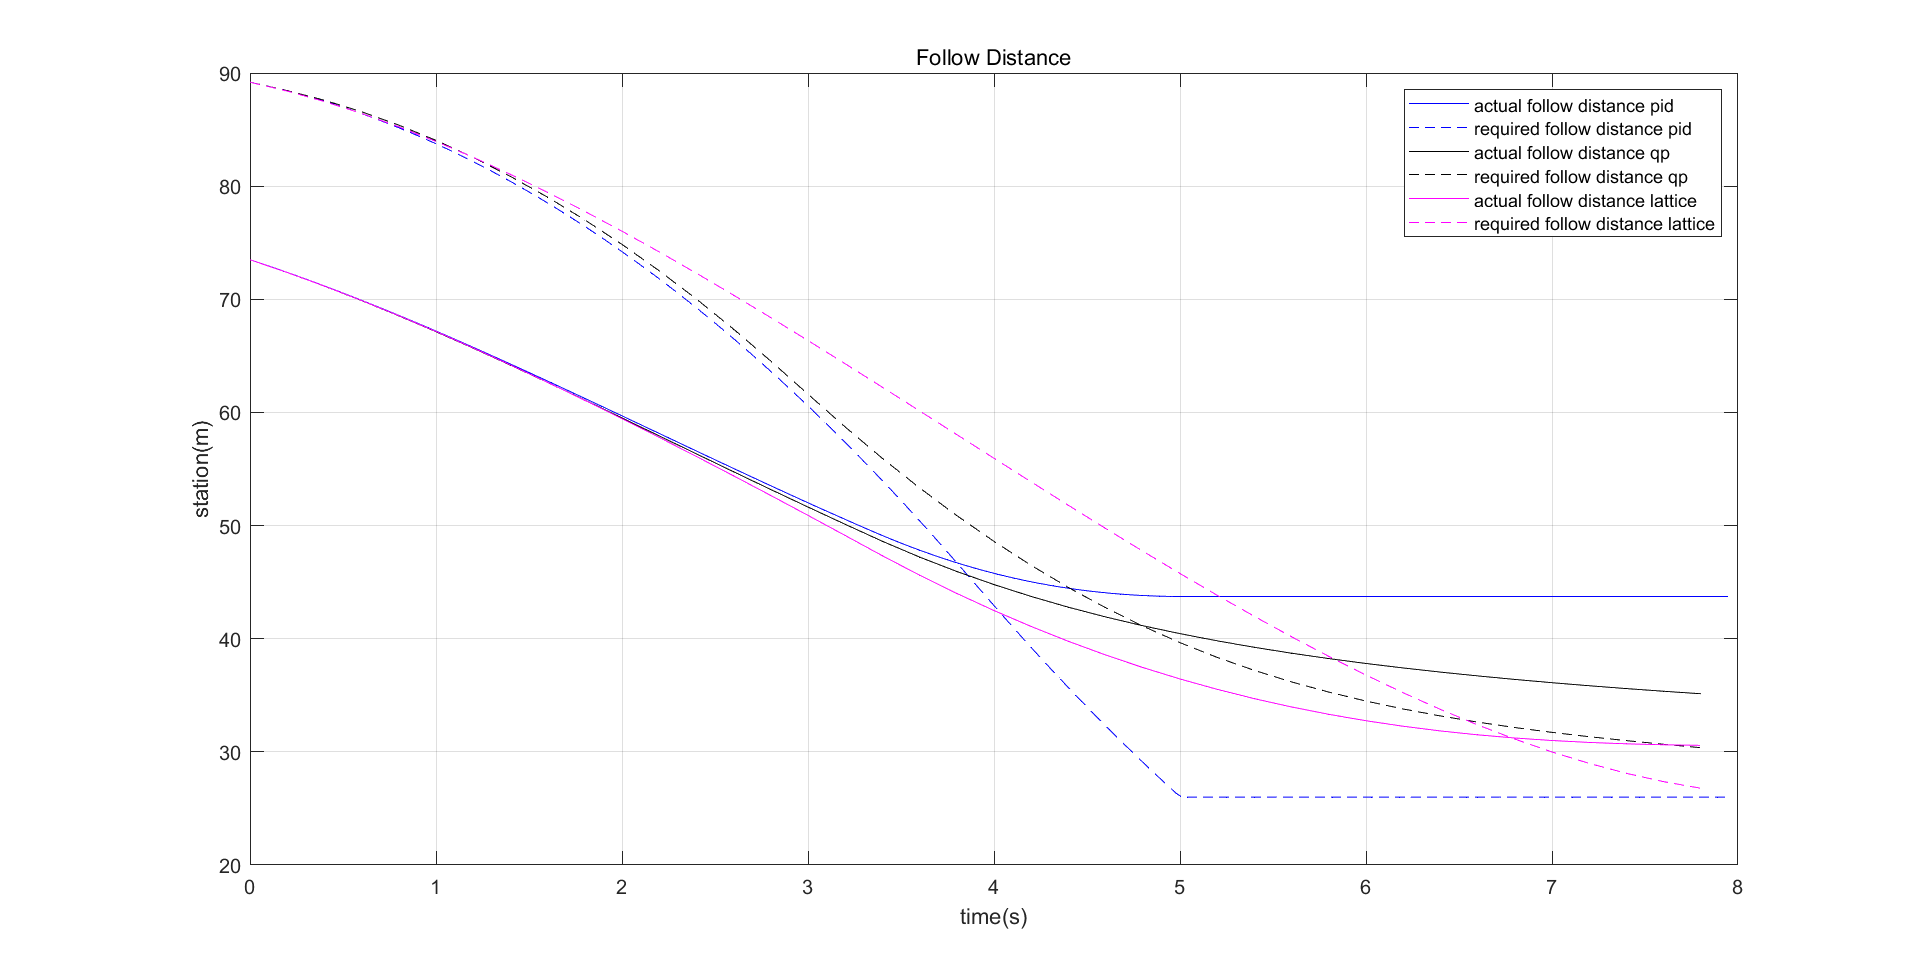 Follow Distance
90
80
70
60
50
40
30
20
station(m)
actual follow distance pid
required follow distance pid
actual follow distance qp
required follow distance qp
actual follow distance lattice
required follow distance lattice
0 1 2 3 4 5 6 7 8
time(s)